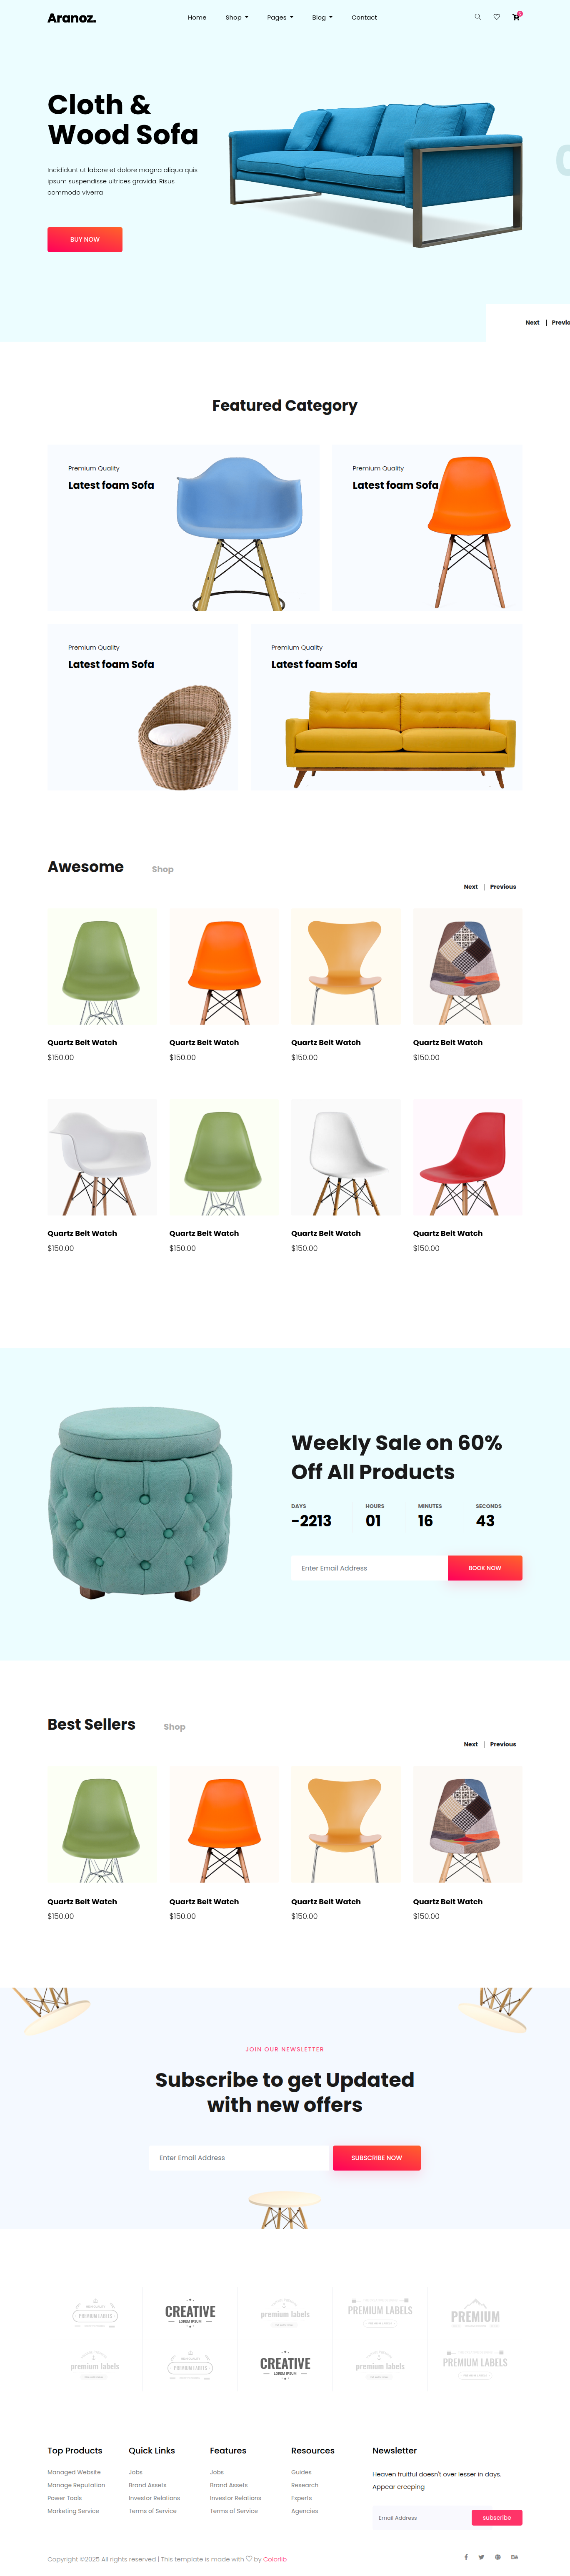 Aranoz.
Home Shop Pages Blog Contact
Cloth &
Wood Sofa
Incididunt ut labore et dolore magna aliqua quis
ipsum suspendisse ultrices gravida. Risus
commodo viverra
BUY NOW
Next | Previo
Featured Category
Premium Quality
Latest foam Sofa
Premium Quality
Latest foam Sofa
Premium Quality
Latest foam Sofa
Premium Quality
Latest foam Sofa
Awesome Shop
Next | Previous
Quartz Belt Watch
$150.00
Quartz Belt Watch
$150.00
Quartz Belt Watch
$150.00
Quartz Belt Watch
$150.00
Quartz Belt Watch
$150.00
Quartz Belt Watch
$150.00
Quartz Belt Watch
$150.00
Quartz Belt Watch
$150.00
Weekly Sale on 60%
Off All Products
DAYS HOURS MINUTES SECONDS
-2213 01 16 43
Enter Email Address BOOK NOW
Best Sellers Shop
Next | Previous
Quartz Belt Watch
$150.00
Quartz Belt Watch
$150.00
Quartz Belt Watch
$150.00
Quartz Belt Watch
$150.00
JOIN OUR NEWSLETTER
Subscribe to get Updated
with new offers
Enter Email Address SUBSCRIBE NOW
PREMIUM LABELS
CREATIVE
LOREM IPSUM
premium labels
PREMIUM LABELS
PREMIUM
premium labels
PREMIUM LABELS
CREATIVE
LOREM IPSUM
premium labels
PREMIUM LABELS
Top Products
Managed Website
Manage Reputation
Power Tools
Marketing Service
Quick Links
Jobs
Brand Assets
Investor Relations
Terms of Service
Features
Jobs
Brand Assets
Investor Relations
Terms of Service
Resources
Guides
Research
Experts
Agencies
Newsletter
Heaven fruitful doesn't over lesser in days.
Appear creeping
Email Address subscribe
Copyright ©2025 All rights reserved | This template is made with ♡ by Colorlib